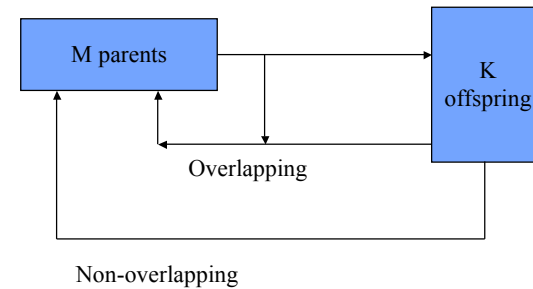 M parents
K
offspring
Overlapping
Non-overlapping